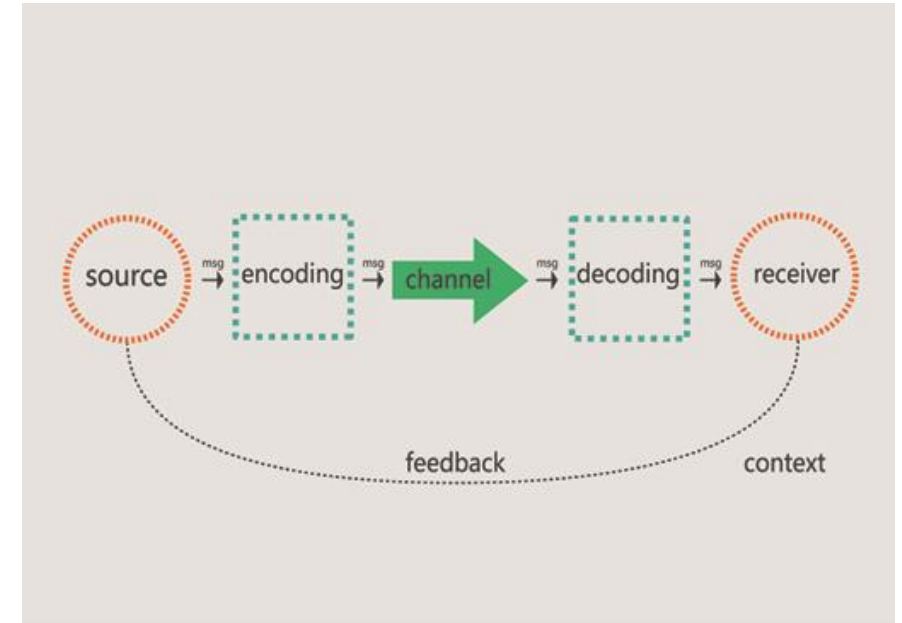 msg msg msg msg
source encoding channel decoding receiver
feedback context